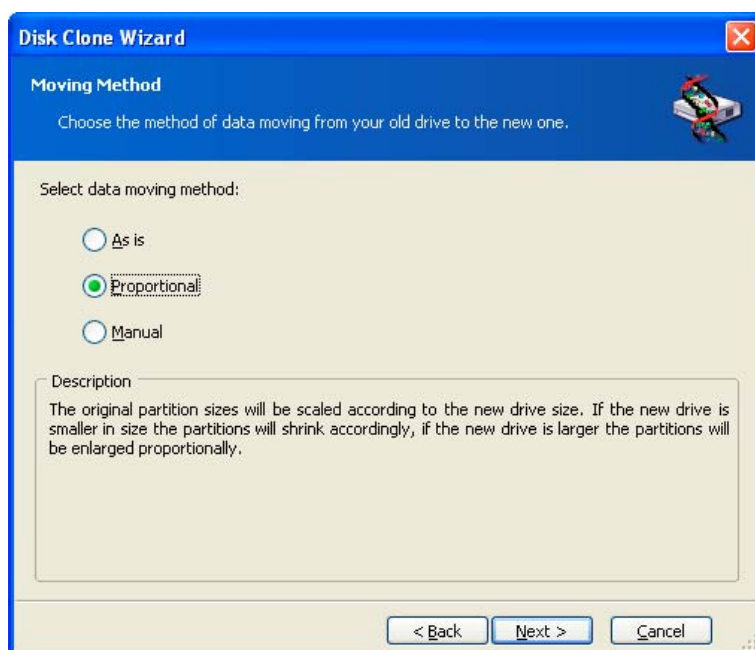 Disk Clone Wizard
Moving Method
Choose the method of data moving from your old drive to the new one.
Select data moving method:
As is
Proportional
Manual
Description
The original partition sizes will be scaled according to the new drive size. If the new drive is
smaller in size the partitions will shrink accordingly, if the new drive is larger the partitions will
be enlarged proportionally.
< Back Next > Cancel